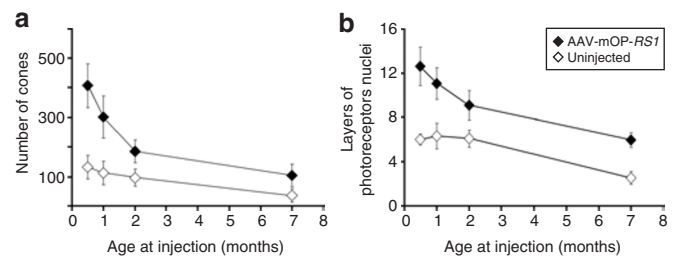 a
Number of cones
500
300
100
0 1 2 3 4 5 6 7 8
Age at injection (months)
b
Layers of
photoreceptors nuclei
16
12
8
4
0
0 1 2 3 4 5 6 7 8
Age at injection (months)
AAV-mOP-RS1
Uninjected